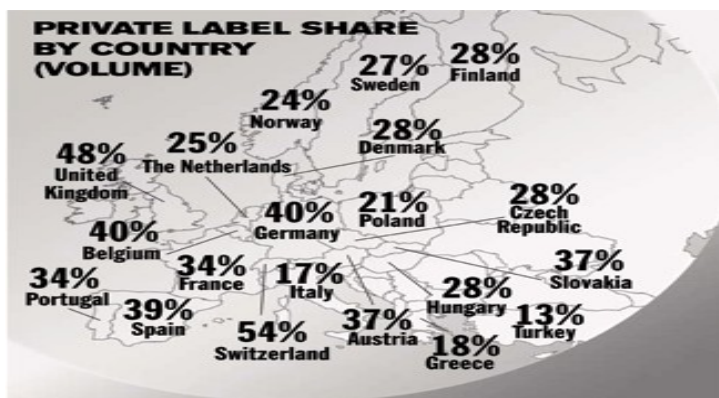 PRIVATE LABEL SHARE
BY COUNTRY
(VOLUME)
28%
Finland
27%
Sweden
24%
Norway
28%
Denmark
25%
The Netherlands
48%
United
Kingdom
40%
Germany
21%
Poland
28%
Czech
Republic
40%
Belgium
37%
Slovakia
34%
France
17%
Italy
28%
Hungary
34%
Portugal
39%
Spain
54%
Switzerland
37%
Austria
13%
Turkey
18%
Greece